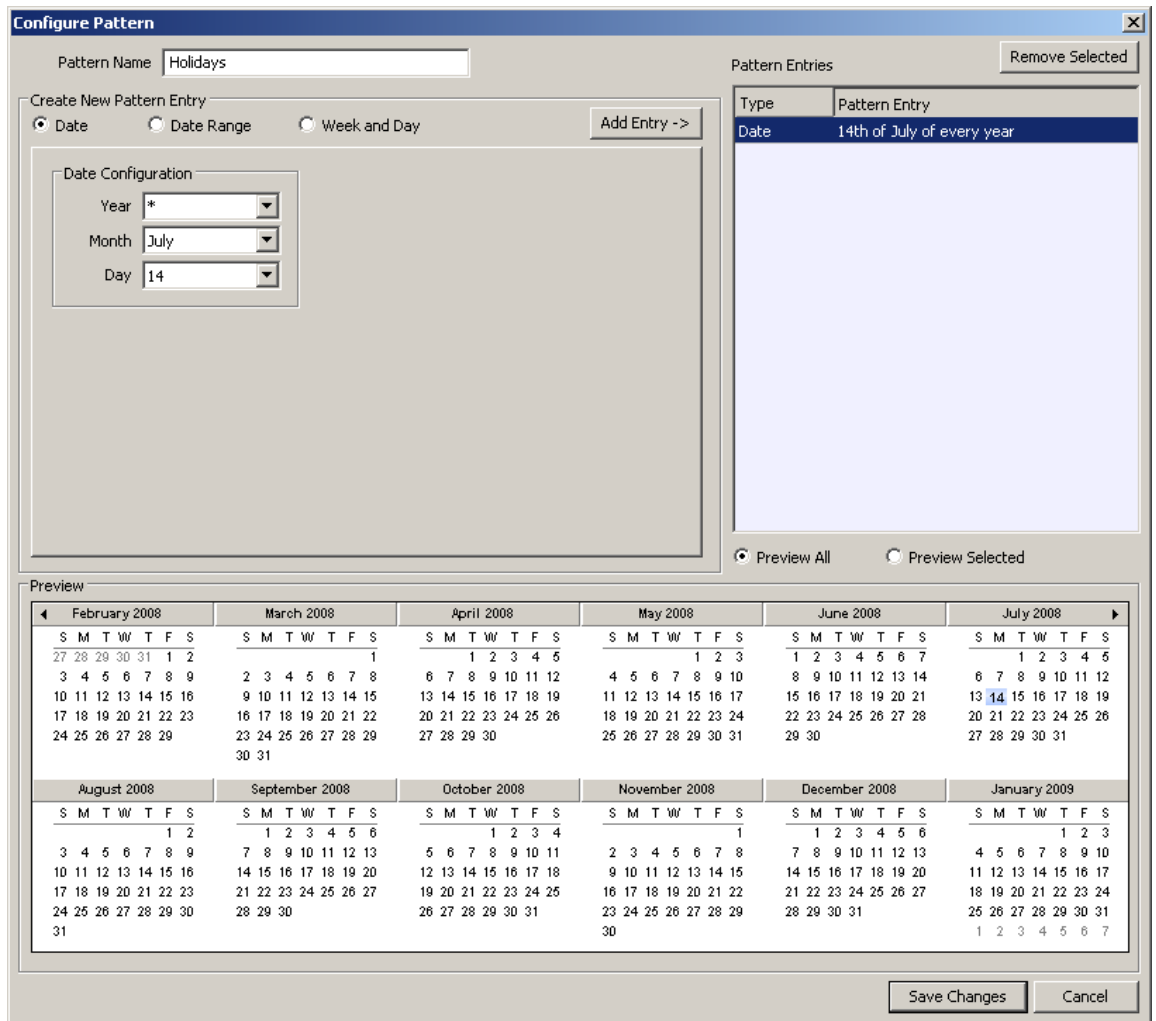 Configure Pattern
Pattern Name Holidays
Remove Selected
Pattern Entries
Create New Pattern Entry
Date Date Range Week and Day Add Entry ->
Type Pattern Entry
Date 14th of July of every year
Date Configuration
Year *
Month July
Day 14
Preview All Preview Selected
Preview
February 2008 March 2008 April 2008 May 2008 June 2008 July 2008
S M T W T F S S M T W T F S S M T W T F S S M T W T F S S M T W T F S S M T W T F S
27 28 29 30 31 1 2 1 1 2 3 4 5 1 2 3 1 2 3 4 5 6 7 1 2 3 4 5
3 4 5 6 7 8 9 2 3 4 5 6 7 8 6 7 8 9 10 11 12 4 5 6 7 8 9 10 8 9 10 11 12 13 14 6 7 8 9 10 11 12
10 11 12 13 14 15 16 9 10 11 12 13 14 15 13 14 15 16 17 18 19 11 12 13 14 15 16 17 15 16 17 18 19 20 21 13 14 15 16 17 18 19
17 18 19 20 21 22 23 16 17 18 19 20 21 22 20 21 22 23 24 25 26 18 19 20 21 22 23 24 22 23 24 25 26 27 28 20 21 22 23 24 25 26
24 25 26 27 28 29 23 24 25 26 27 28 29 27 28 29 30 25 26 27 28 29 30 31 29 30 27 28 29 30 31
30 31
August 2008 September 2008 October 2008 November 2008 December 2008 January 2009
S M T W T F S S M T W T F S S M T W T F S S M T W T F S S M T W T F S S M T W T F S
1 2 1 2 3 4 5 6 1 2 3 4 1 1 2 3 4 5 6 1 2 3
3 4 5 6 7 8 9 7 8 9 10 11 12 13 5 6 7 8 9 10 11 2 3 4 5 6 7 8 7 8 9 10 11 12 13 4 5 6 7 8 9 10
10 11 12 13 14 15 16 14 15 16 17 18 19 20 12 13 14 15 16 17 18 9 10 11 12 13 14 15 14 15 16 17 18 19 20 11 12 13 14 15 16 17
17 18 19 20 21 22 23 21 22 23 24 25 26 27 19 20 21 22 23 24 25 16 17 18 19 20 21 22 21 22 23 24 25 26 27 18 19 20 21 22 23 24
24 25 26 27 28 29 30 28 29 30 26 27 28 29 30 31 23 24 25 26 27 28 29 28 29 30 31 25 26 27 28 29 30 31
31 30 1 2 3 4 5 6 7
Save Changes Cancel